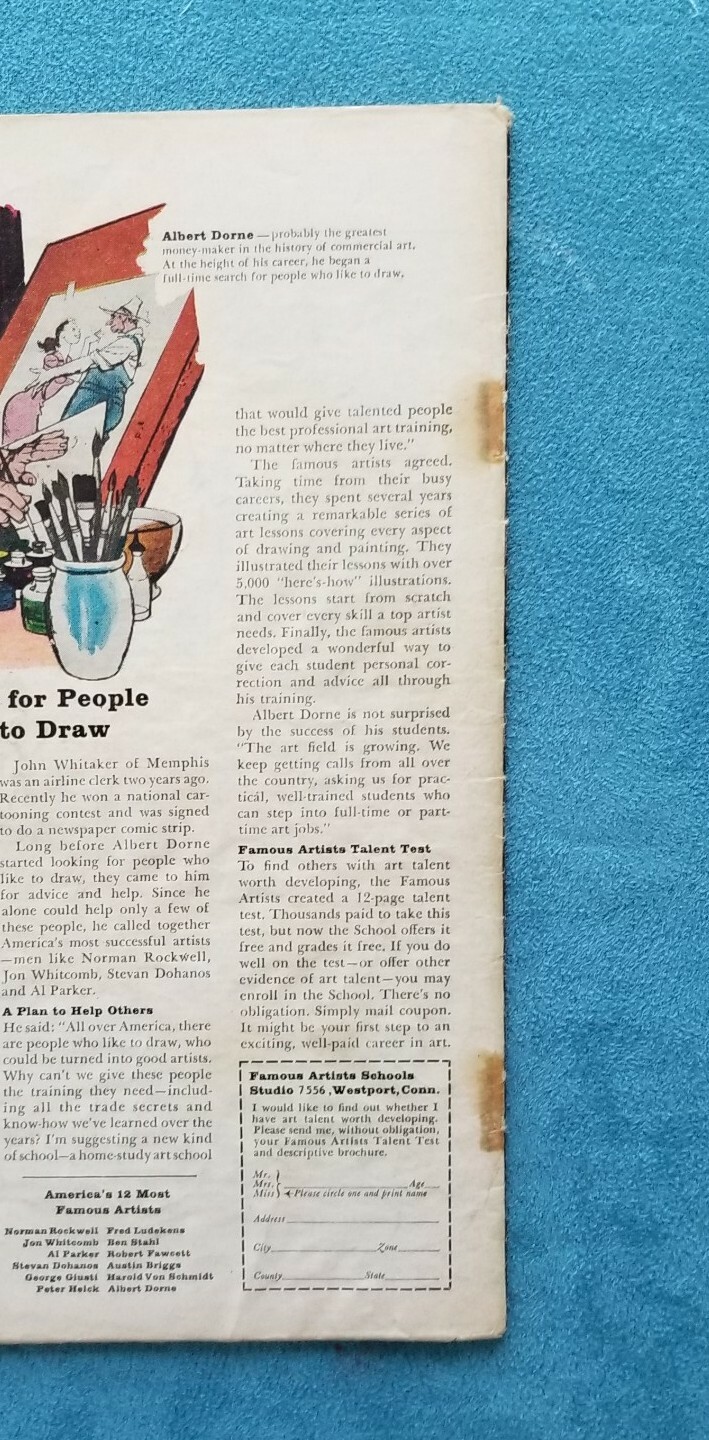 Albert Dorne—probably the greatest
money-maker in the history of commercial art.
At the height of his career, he began a
full-time search for people who like to draw.
for People
to Draw
John Whitaker of Memphis
was an airline clerk two years ago.
Recently he won a national car-
tooning contest and was signed
to do a newspaper comic strip.
Long before Albert Dorne
started looking for people who
like to draw, they came to him
for advice and help. Since he
alone could help only a few of
these people, he called together
America's most successful artists
—men like Norman Rockwell,
Jon Whitcomb, Stevan Dohanos
and Al Parker.
A Plan to Help Others
He said: "All over America, there
are people who like to draw, who
could be turned into good artists.
Why can't we give these people
the training they need—includ-
ing all the trade secrets and
know-how we've learned over the
years? I'm suggesting a new kind
of school—a home-study art school
that would give talented people
the best professional art training,
no matter where they live."
The famous artists agreed.
Taking time from their busy
careers, they spent several years
creating a remarkable series of
art lessons covering every aspect
of drawing and painting. They
illustrated their lessons with over
5,000 "here's-how" illustrations.
The lessons start from scratch
and cover every skill a top artist
needs. Finally, the famous artists
developed a wonderful way to
give each student personal cor-
rection and advice all through
his training.
Albert Dorne is not surprised
by the success of his students.
"The art field is growing. We
keep getting calls from all over
the country, asking us for prac-
tical, well-trained students who
can step into full-time or part-
time art jobs."
Famous Artists Talent Test
To find others with art talent
worth developing, the Famous
Artists created a 12-page talent
test. Thousands paid to take this
test, but now the School offers it
free and grades it free. If you do
well on the test—or offer other
evidence of art talent—you may
enroll in the School. There's no
obligation. Simply mail coupon.
It might be your first step to an
exciting, well-paid career in art.
America's 12 Most
Famous Artists
Norman Rockwell Fred Ludekens
Jon Whitcomb Ben Stahl
Al Parker Robert Fawcett
Stevan Dohanos Austin Briggs
George Giusti Harold Von Schmidt
Peter Helck Albert Dorne
Famous Artists Schools
Studio 7556, Westport, Conn.
I would like to find out whether I
have art talent worth developing.
Please send me, without obligation,
your Famous Artists Talent Test
and descriptive brochure.
Mr.
Mrs. Age
Miss Please circle one and print name
Address
City Zone
County State